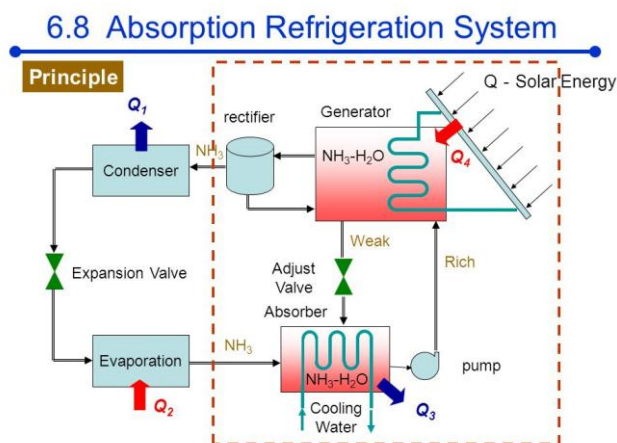 6.8 Absorption Refrigeration System
Principle
Q - Solar Energy
Q1
rectifier
Generator
NH3
NH3-H2O
Q4
Condenser
Weak
Rich
Expansion Valve
Adjust
Valve
Absorber
Evaporation
NH3
NH3-H2O
pump
Q2
Q3
Cooling
Water